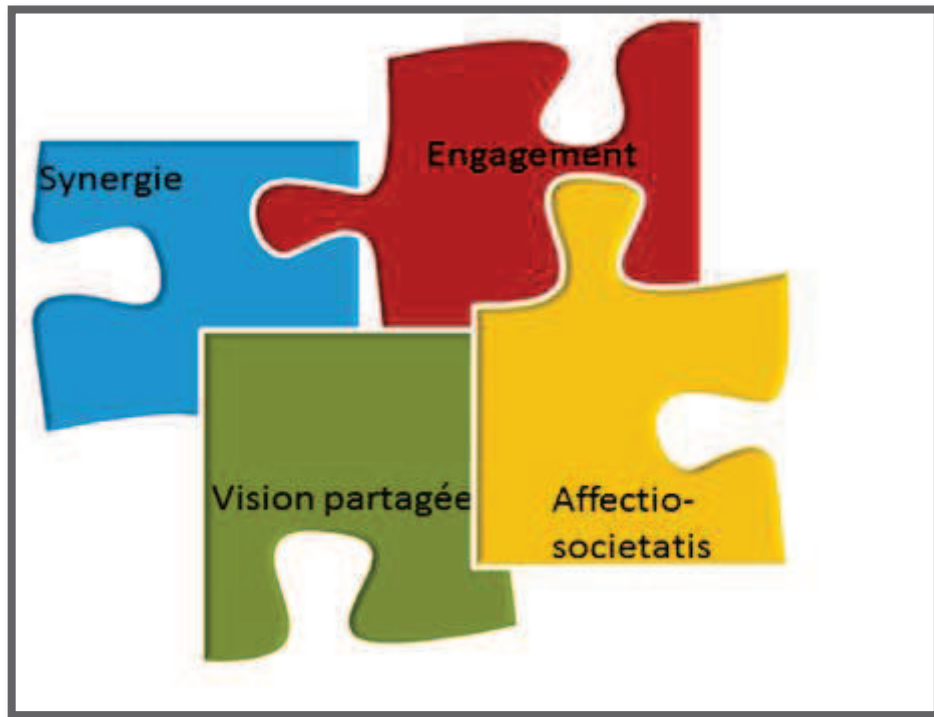 Engagement
Synergie
Vision partagée
Affectio-
societatis